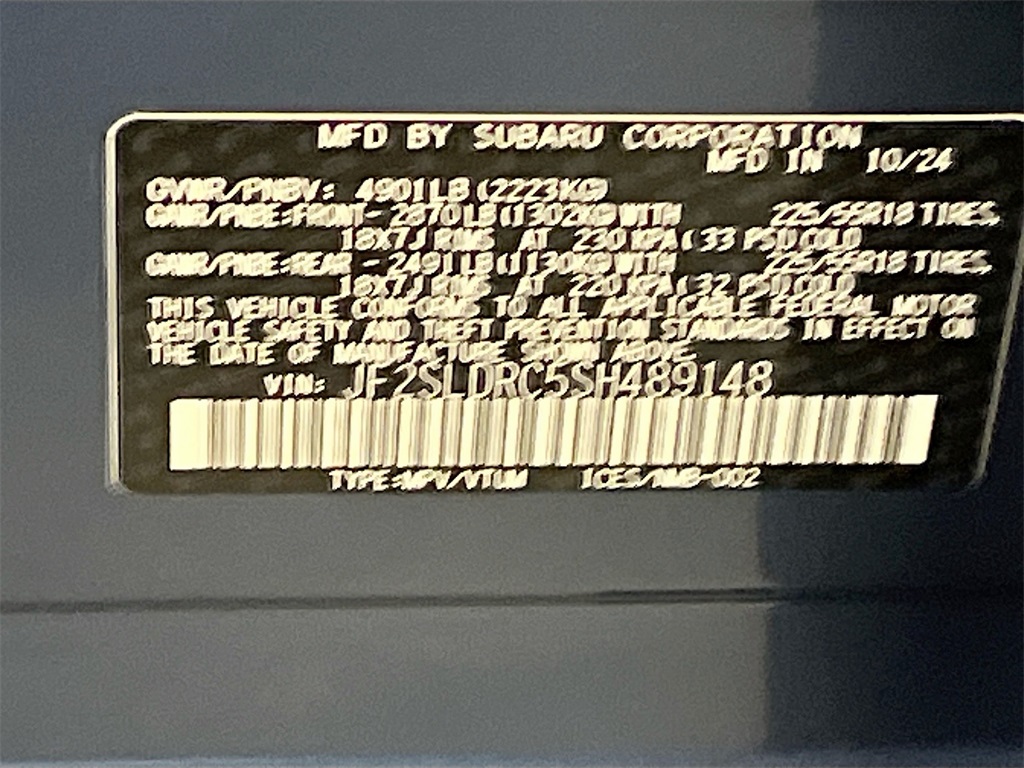 MFD BY SUBARU CORPORATION
MFD IN 10/24
GVWR/PNBV: 4901LB (2223KG)
GAWR/PNBE:FRONT- 2870LB(1302KG)WITH 225/55R18 TIRES,
18X7J RIMS AT 230 KPA ( 33 PSI)COLD
GAWR/PNBE:REAR - 2491LB(1130KG)WITH 225/55R18 TIRES,
18X7J RIMS AT 220 KPA ( 32 PSI)COLD
THIS VEHICLE CONFORMS TO ALL APPLICABLE FEDERAL MOTOR
VEHICLE SAFETY AND THEFT PREVENTION STANDARDS IN EFFECT ON
THE DATE OF MANUFACTURE SHOWN ABOVE.
VIN: JF2SLDRC5SH489148
TYPE:MPV/VTUM ICES/NMB-002